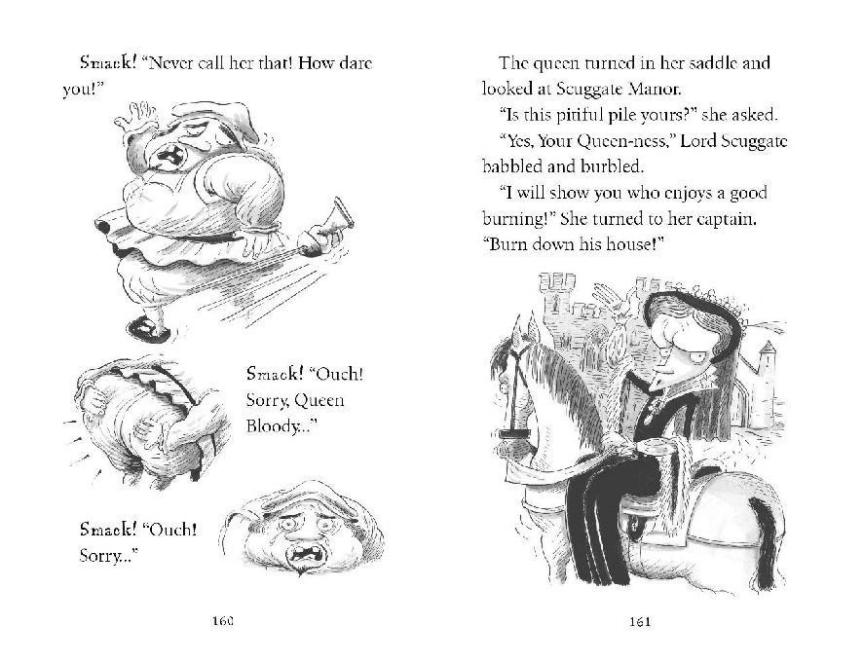 Smack! “Never call her that! How dare
you!”
Smack! “Ouch!
Sorry, Queen
Bloody...”
Smack! “Ouch!
Sorry...”
160
The queen turned in her saddle and
looked at Scuggate Manor.
“Is this pitiful pile yours?” she asked.
“Yes, Your Queen-ness,” Lord Scuggate
babbled and burbled.
“I will show you who enjoys a good
burning!” She turned to her captain.
“Burn down his house!”
161